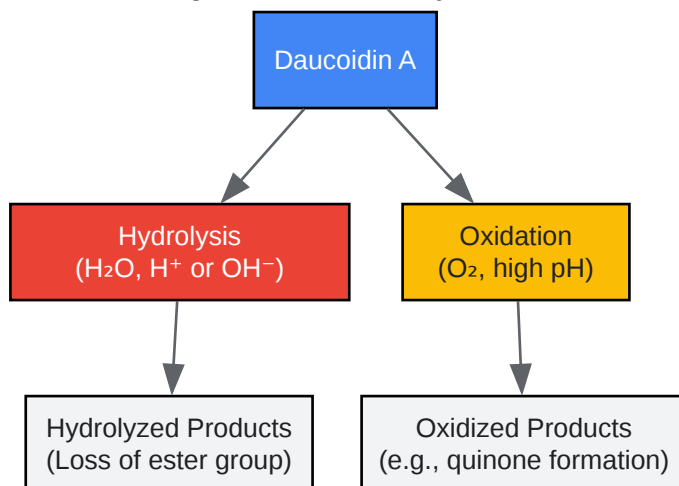 Daucoidin A
Hydrolysis
(H₂O, H⁺ or OH⁻)
Oxidation
(O₂, high pH)
Hydrolyzed Products
(Loss of ester group)
Oxidized Products
(e.g., quinone formation)